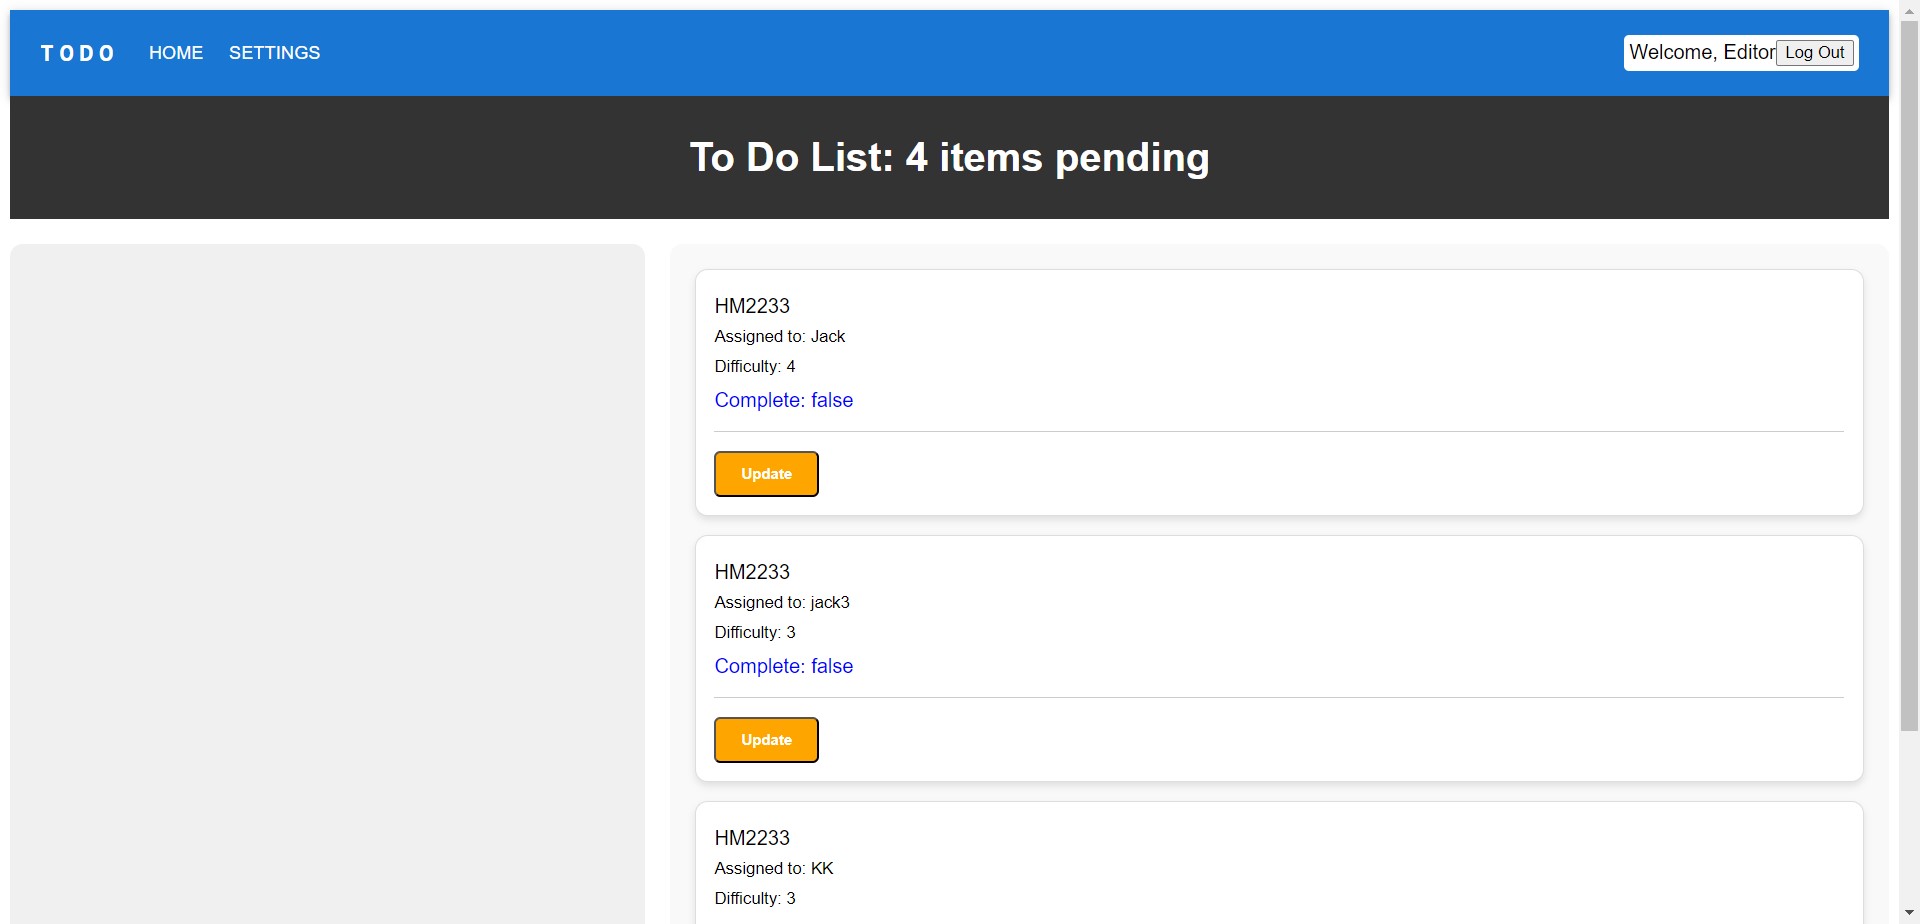 TODO HOME SETTINGS Welcome, Editor Log Out
To Do List: 4 items pending
HM2233
Assigned to: Jack
Difficulty: 4
Complete: false
Update
HM2233
Assigned to: jack3
Difficulty: 3
Complete: false
Update
HM2233
Assigned to: KK
Difficulty: 3